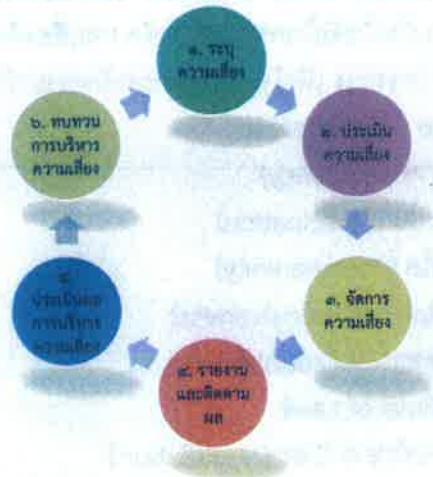 ๑. ระบุ
ความเสี่ยง
๒. ประเมิน
ความเสี่ยง
๓. จัดการ
ความเสี่ยง
๔. รายงาน
และติดตาม
ผล
๕.
ประเมินผล
การบริหาร
ความเสี่ยง
๖. ทบทวน
การบริหาร
ความเสี่ยง